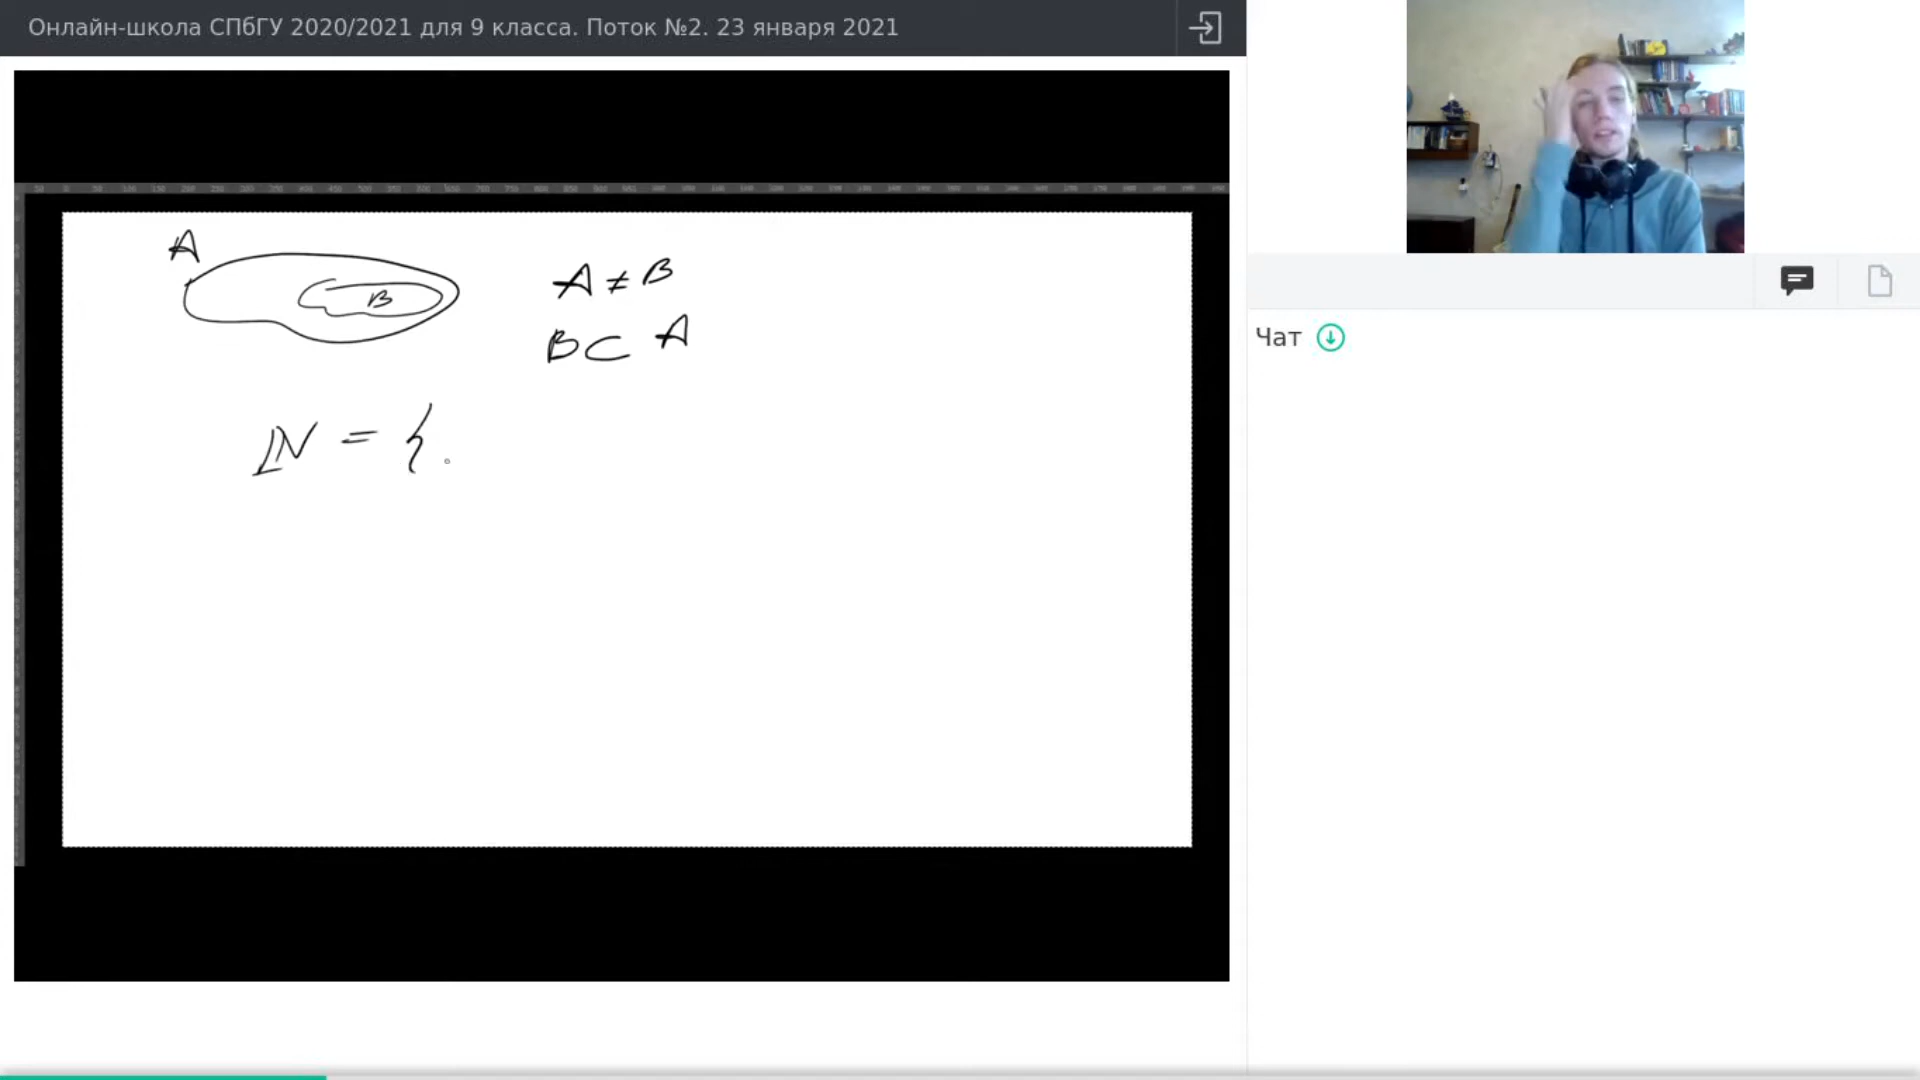 Онлайн-школа СПбГУ 2020/2021 для 9 класса. Поток №2. 23 января 2021
A
B
A ≠ B
B ⊂ A
ℕ = {
Чат